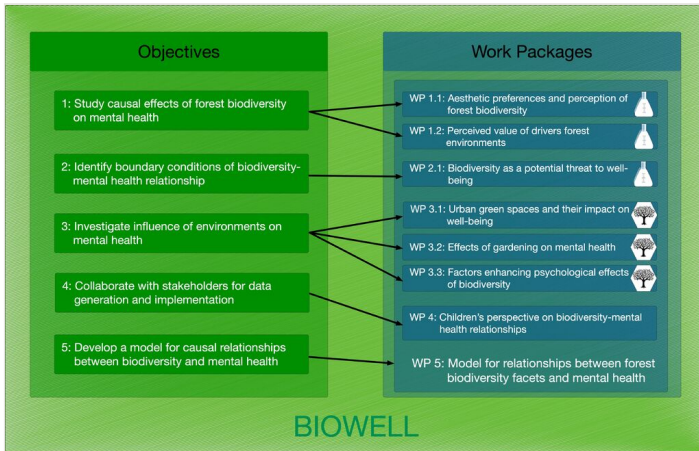 Objectives
1: Study causal effects of forest biodiversity
on mental health
2: Identify boundary conditions of biodiversity-
mental health relationship
3: Investigate influence of environments on
mental health
4: Collaborate with stakeholders for data
generation and implementation
5: Develop a model for causal relationships
between biodiversity and mental health
Work Packages
WP 1.1: Aesthetic preferences and perception of
forest biodiversity
WP 1.2: Perceived value of drivers forest
environments
WP 2.1: Biodiversity as a potential threat to well-
being
WP 3.1: Urban green spaces and their impact on
well-being
WP 3.2: Effects of gardening on mental health
WP 3.3: Factors enhancing psychological effects
of biodiversity
WP 4: Children's perspective on biodiversity-mental
health relationships
WP 5: Model for relationships between forest
biodiversity facets and mental health
BIOWELL